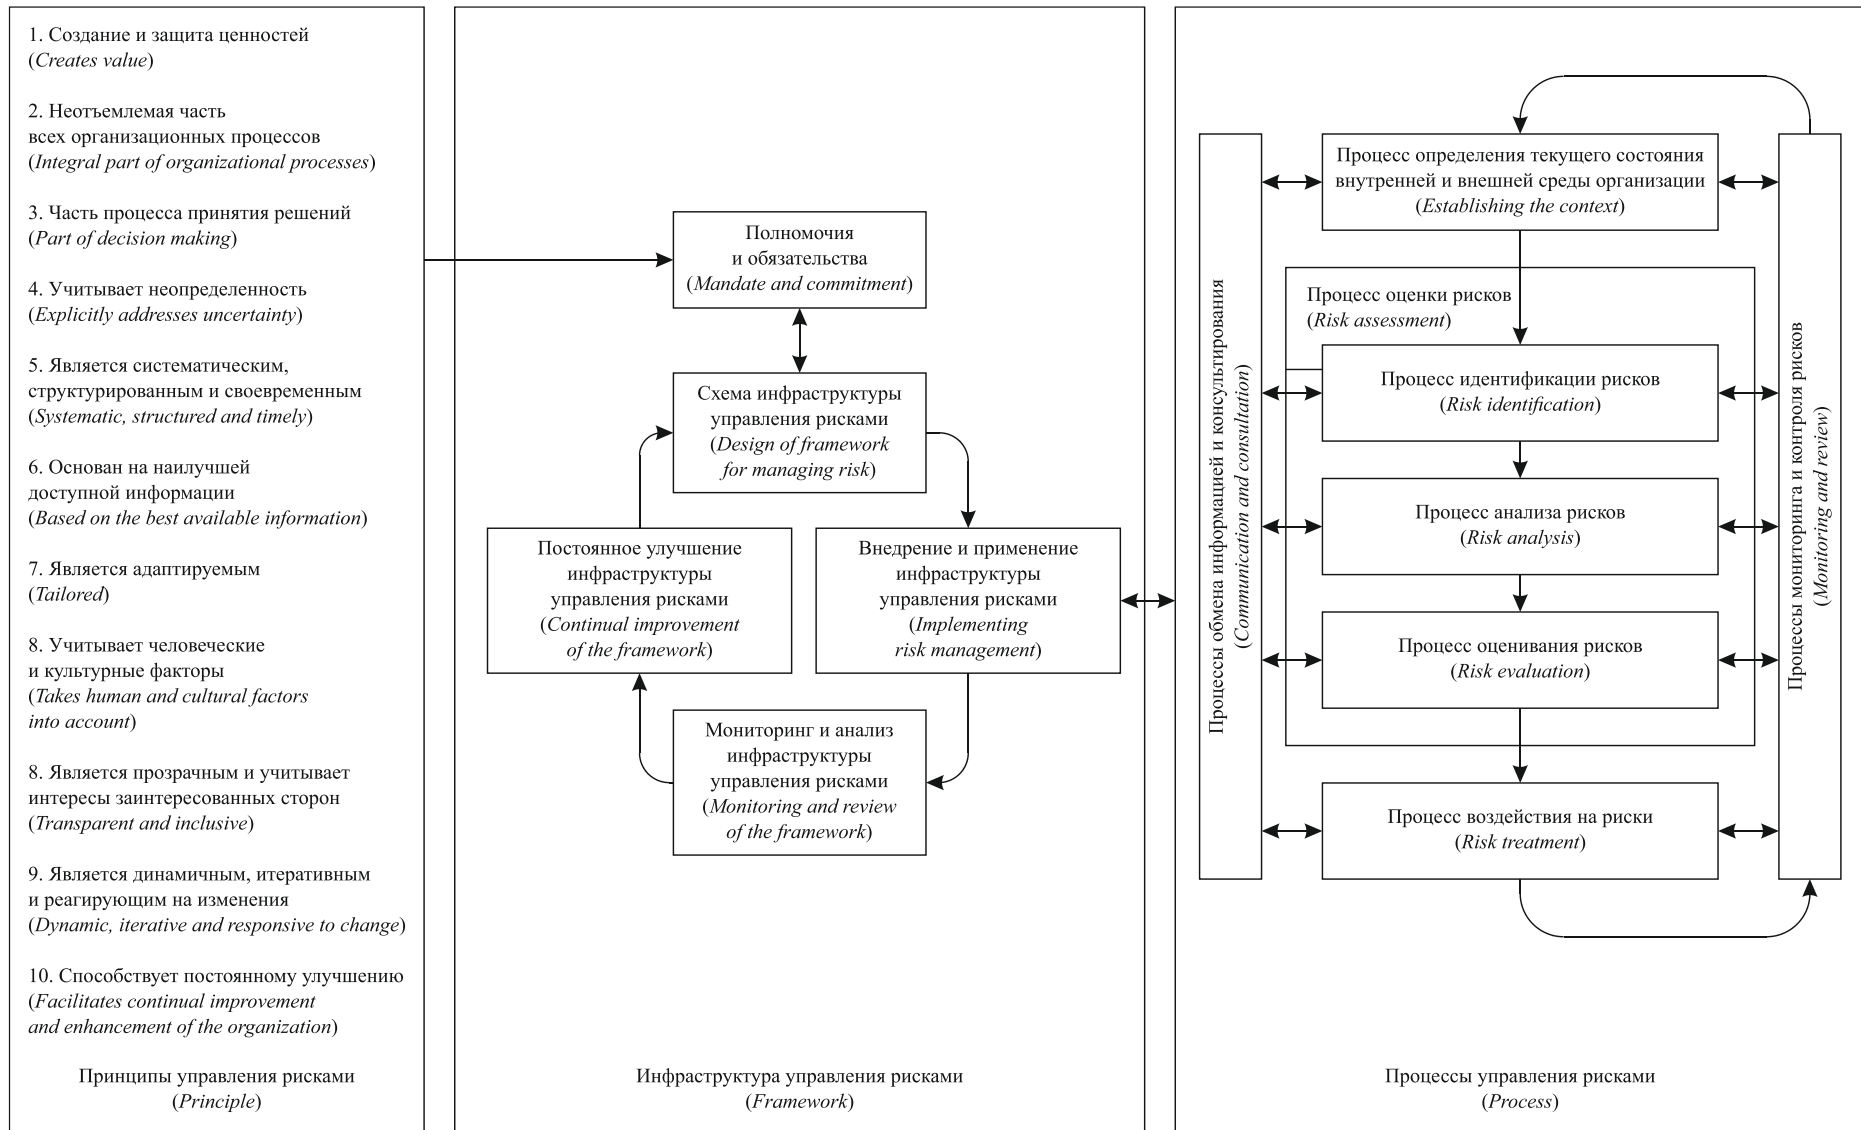 1. Создание и защита ценностей
(Creates value)
2. Неотъемлемая часть
всех организационных процессов
(Integral part of organizational processes)
3. Часть процесса принятия решений
(Part of decision making)
4. Учитывает неопределенность
(Explicitly addresses uncertainty)
5. Является систематическим,
структурированным и своевременным
(Systematic, structured and timely)
6. Основан на наилучшей
доступной информации
(Based on the best available information)
7. Является адаптируемым
(Tailored)
8. Учитывает человеческие
и культурные факторы
(Takes human and cultural factors
into account)
8. Является прозрачным и учитывает
интересы заинтересованных сторон
(Transparent and inclusive)
9. Является динамичным, итеративным
и реагирующим на изменения
(Dynamic, iterative and responsive to change)
10. Способствует постоянному улучшению
(Facilitates continual improvement
and enhancement of the organization)
Принципы управления рисками
(Principle)
Полномочия
и обязательства
(Mandate and commitment)
Схема инфраструктуры
управления рисками
(Design of framework
for managing risk)
Постоянное улучшение
инфраструктуры
управления рисками
(Continual improvement
of the framework)
Внедрение и применение
инфраструктуры
управления рисками
(Implementing
risk management)
Мониторинг и анализ
инфраструктуры
управления рисками
(Monitoring and review
of the framework)
Инфраструктура управления рисками
(Framework)
Процессы обмена информацией и консультирования
(Communication and consultation)
Процесс определения текущего состояния
внутренней и внешней среды организации
(Establishing the context)
Процесс оценки рисков
(Risk assessment)
Процесс идентификации рисков
(Risk identification)
Процесс анализа рисков
(Risk analysis)
Процесс оценивания рисков
(Risk evaluation)
Процесс воздействия на риски
(Risk treatment)
Процессы мониторинга и контроля рисков
(Monitoring and review)
Процессы управления рисками
(Process)